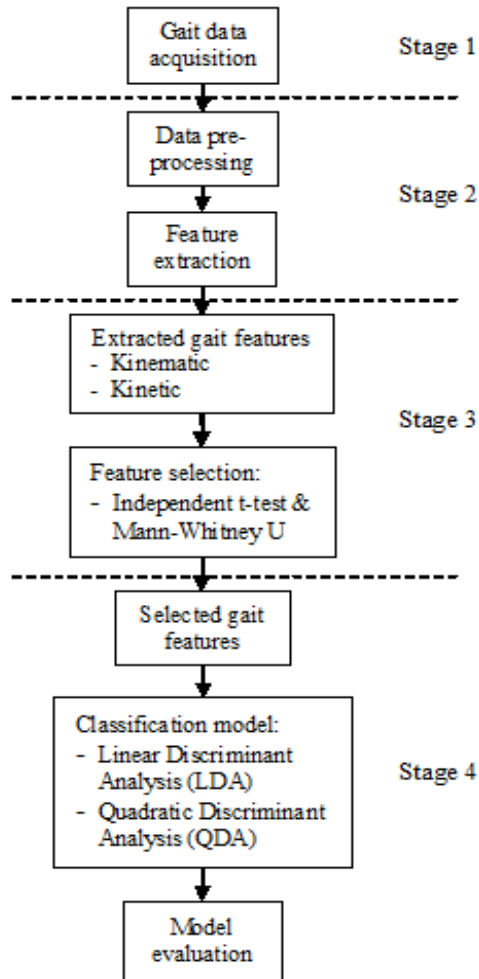 Gait data
acquisition
Stage 1
Data pre-
processing
Stage 2
Feature
extraction
Extracted gait features
- Kinematic
- Kinetic
Stage 3
Feature selection:
- Independent t-test &
Mann-Whitney U
Selected gait
features
Classification model:
- Linear Discriminant
Analysis (LDA)
- Quadratic Discriminant
Analysis (QDA)
Stage 4
Model
evaluation